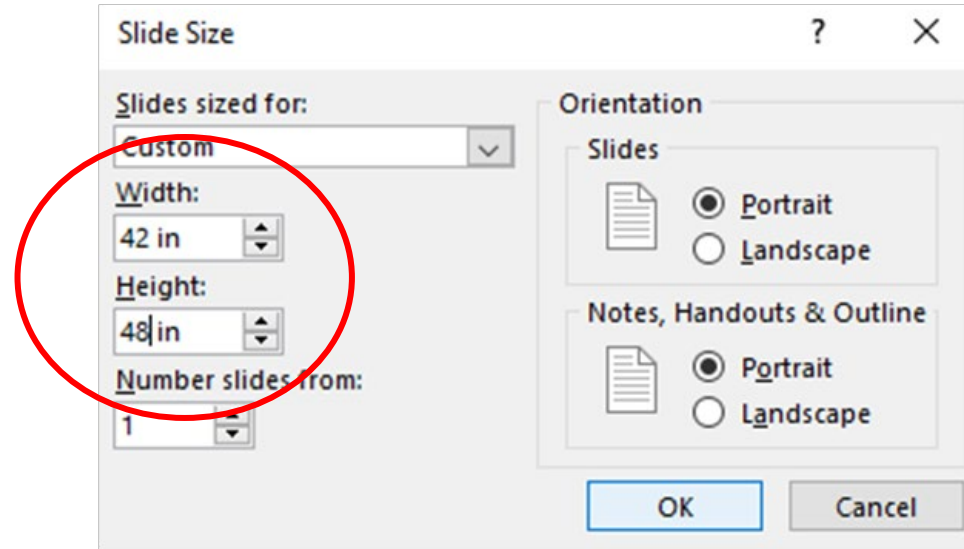 Slide Size
?
Slides sized for:
Custom
Width:
42 in
Height:
48 in
Number slides from:
1
Orientation
Slides
Portrait
Landscape
Notes, Handouts & Outline
Portrait
Landscape
OK
Cancel